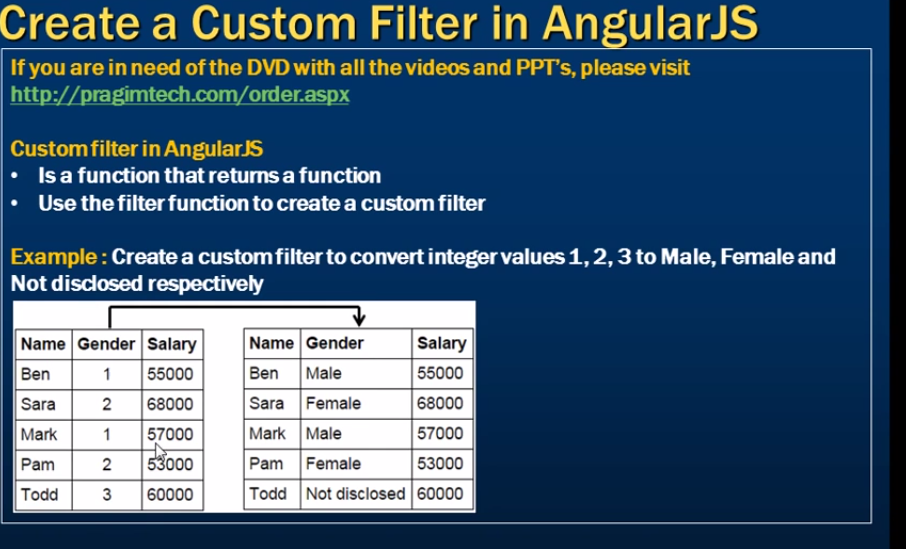 Create a Custom Filter in AngularJS
If you are in need of the DVD with all the videos and PPT's, please visit
http://pragimtech.com/order.aspx
Custom filter in AngularJS
• Is a function that returns a function
• Use the filter function to create a custom filter
Example : Create a custom filter to convert integer values 1, 2, 3 to Male, Female and
Not disclosed respectively
Name Gender Salary
Ben 1 55000
Sara 2 68000
Mark 1 57000
Pam 2 53000
Todd 3 60000
Name Gender Salary
Ben Male 55000
Sara Female 68000
Mark Male 57000
Pam Female 53000
Todd Not disclosed 60000